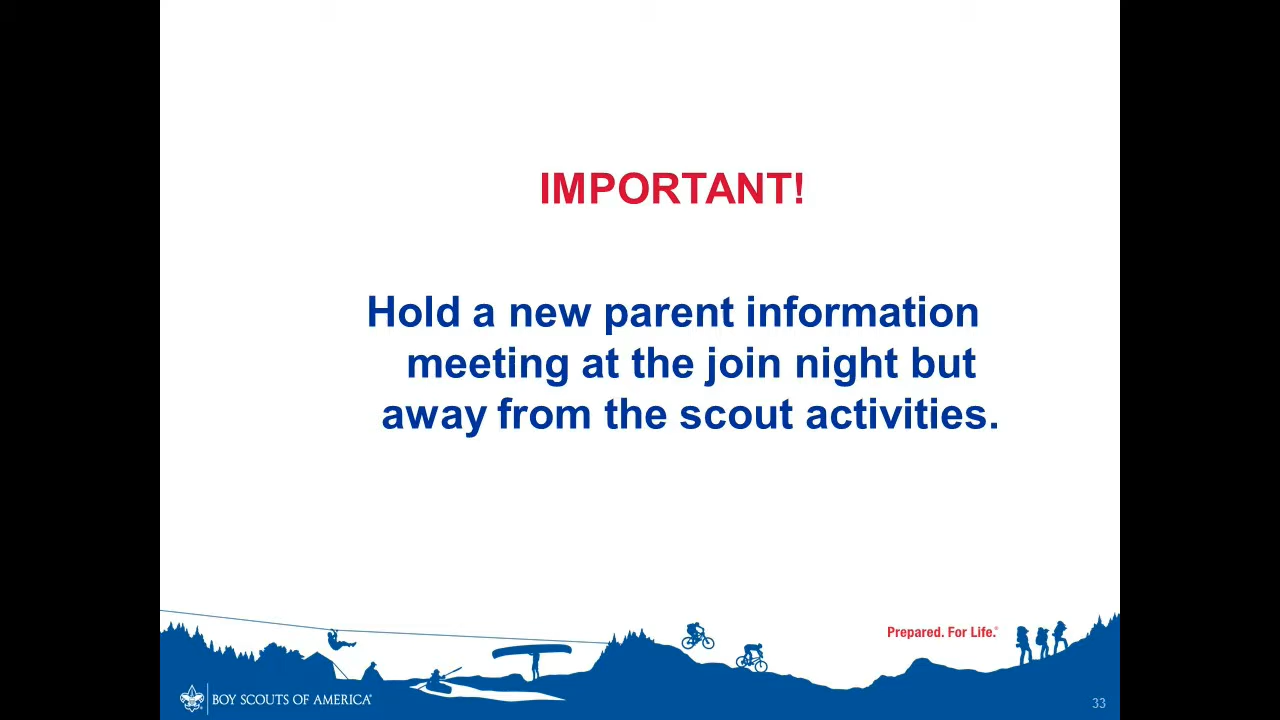 IMPORTANT!
Hold a new parent information
meeting at the join night but
away from the scout activities.
Prepared. For Life.®
BOY SCOUTS OF AMERICA®
33